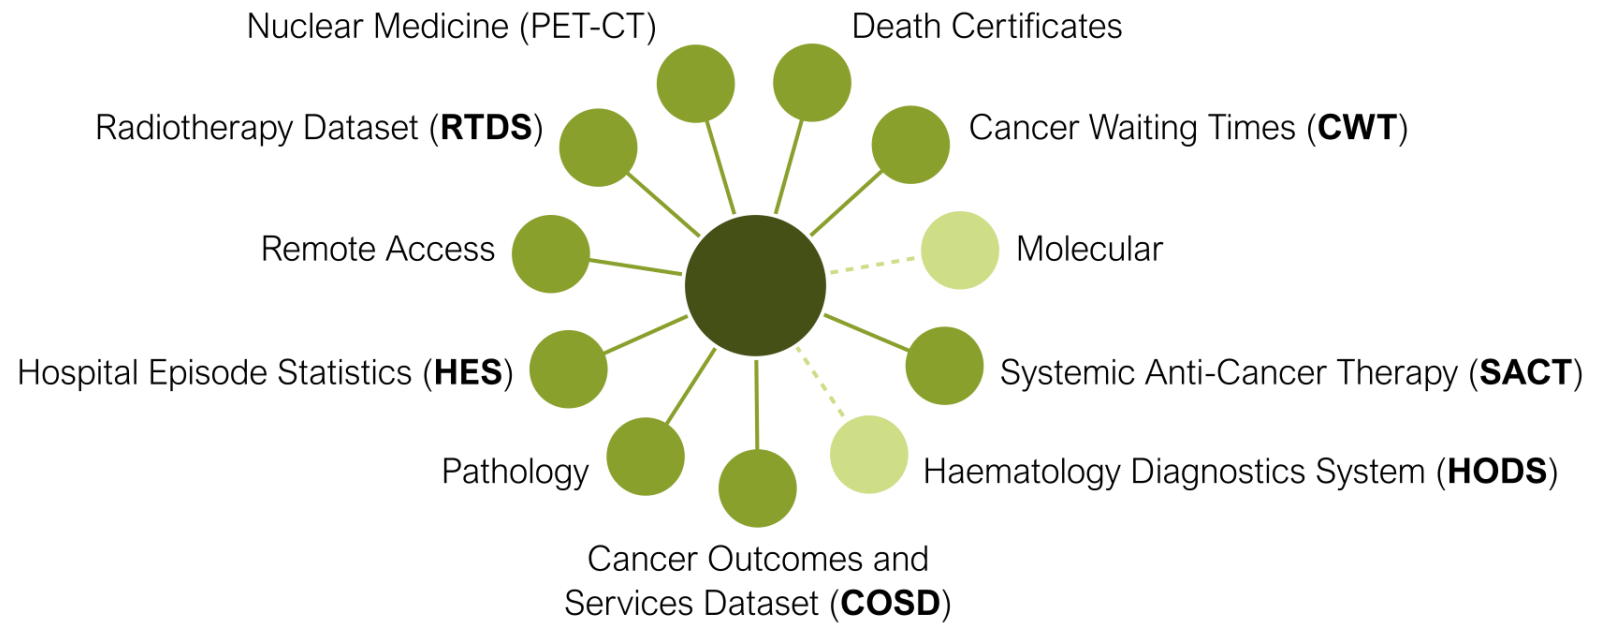 Nuclear Medicine (PET-CT)
Death Certificates
Radiotherapy Dataset (RTDS)
Cancer Waiting Times (CWT)
Remote Access
Molecular
Hospital Episode Statistics (HES)
Systemic Anti-Cancer Therapy (SACT)
Pathology
Haematology Diagnostics System (HODS)
Cancer Outcomes and
Services Dataset (COSD)